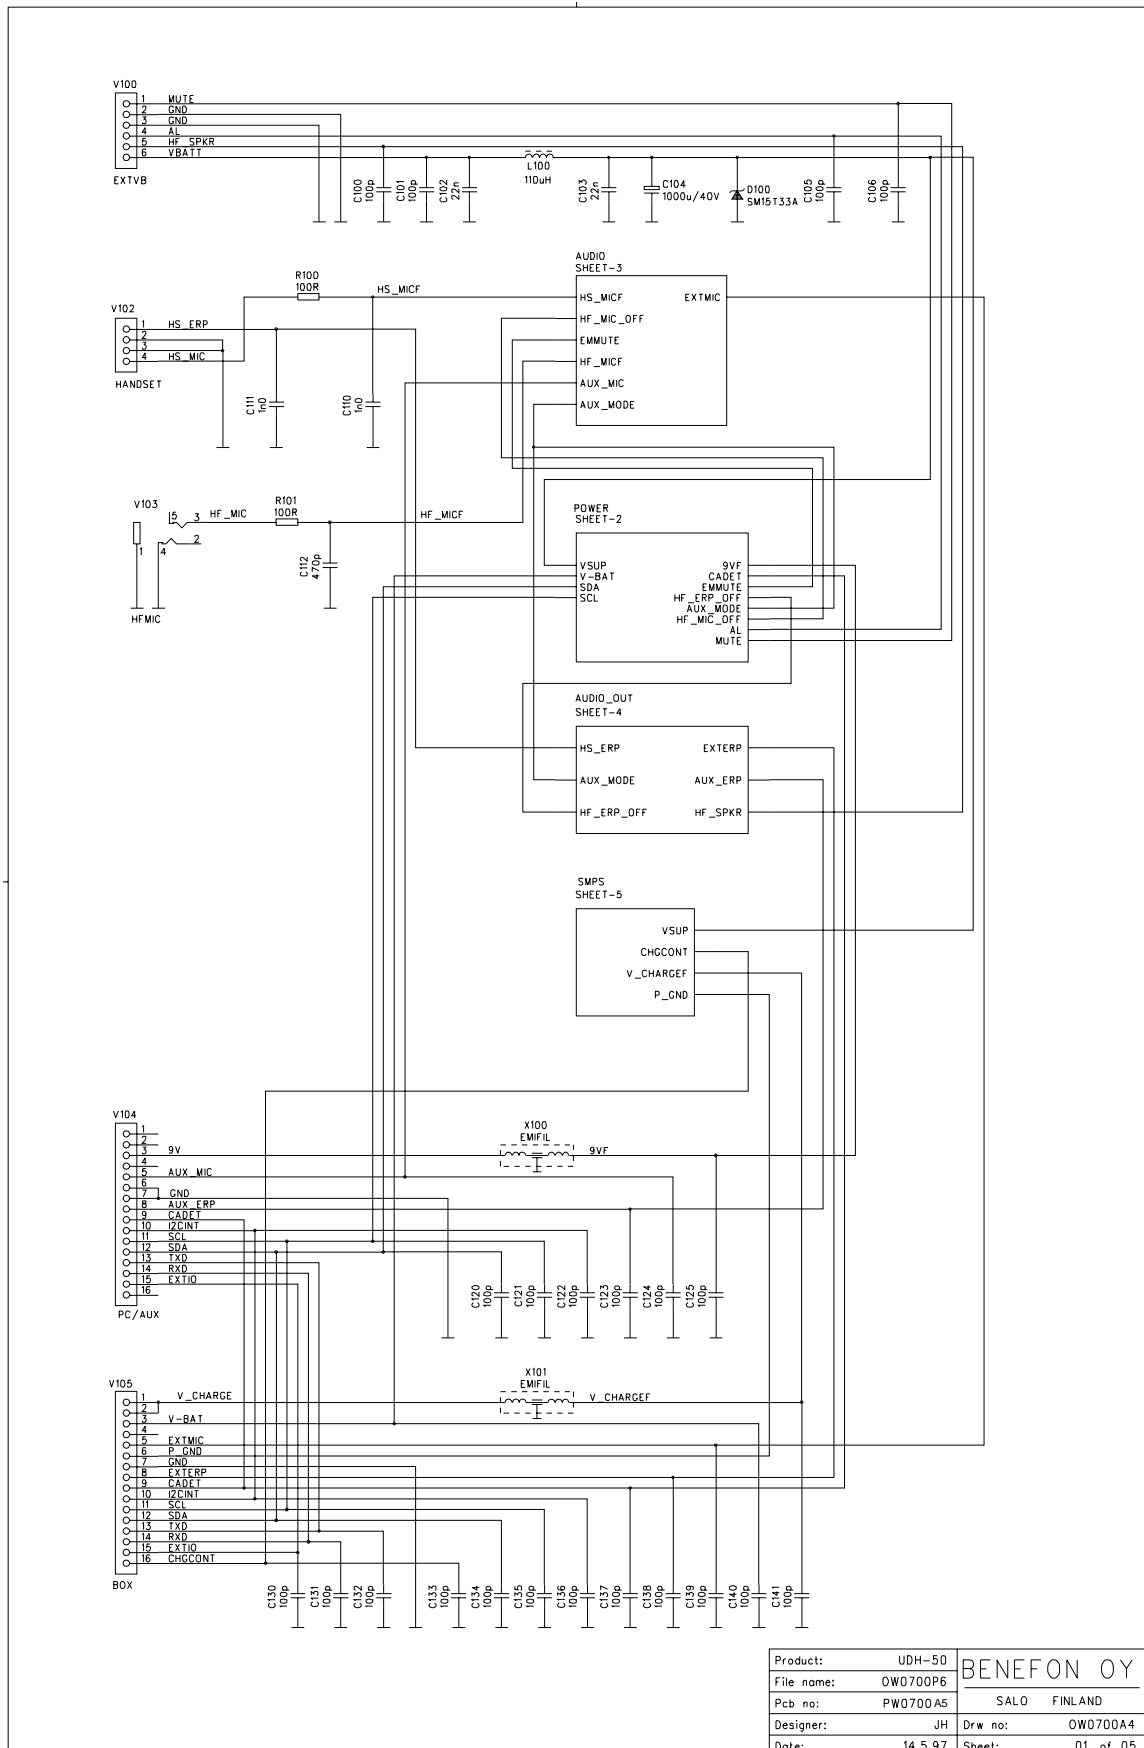 V100
1 MUTE
2 GND
3 GND
4 AL
5 HF_SPKR
6 VBATT
EXTVB
L100
110uH
C100
100p
C101
100p
C102
22n
C103
22n
C104
1000u/40V
D100
SM15T33A
C105
100p
C106
100p
AUDIO
SHEET-3
HS_MICF EXTMIC
HF_MIC_OFF
EMMUTE
HF_MICF
AUX_MIC
AUX_MODE
R100
100R
HS_MICF
V102
1 HS_ERP
2
3
4 HS_MIC
HANDSET
C111
1n0
C110
1n0
V103
5 3 HF_MIC
1 4 2
HFMIC
R101
100R
HF_MICF
C112
470p
POWER
SHEET-2
VSUP 9VF
V-BAT CADET
SDA EMMUTE
SCL HF_ERP_OFF
AUX_MODE
HF_MIC_OFF
AL
MUTE
AUDIO_OUT
SHEET-4
HS_ERP EXTERP
AUX_MODE AUX_ERP
HF_ERP_OFF HF_SPKR
SMPS
SHEET-5
VSUP
CHGCONT
V_CHARGEF
P_GND
V104
1
2
3 9V
4
5 AUX_MIC
6
7 GND
8 AUX_ERP
9 CADET
10 I2CINT
11 SCL
12 SDA
13 TXD
14 RXD
15 EXTIO
16
PC/AUX
X100
EMIFIL
9VF
C120
100p
C121
100p
C122
100p
C123
100p
C124
100p
C125
100p
V105
1 V_CHARGE
2
3 V-BAT
4
5 EXTMIC
6 P_GND
7 GND
8 EXTERP
9 CADET
10 I2CINT
11 SCL
12 SDA
13 TXD
14 RXD
15 EXTIO
16 CHGCONT
BOX
X101
EMIFIL
V_CHARGEF
C130
100p
C131
100p
C132
100p
C133
100p
C134
100p
C135
100p
C136
100p
C137
100p
C138
100p
C139
100p
C140
100p
C141
100p
Product: UDH-50
File name: OW0700P6
Pcb no: PW0700A5
Designer: JH
Date: 14.5.97
BENEFON OY
SALO FINLAND
Drw no: OW0700A4
Sheet: 01 of 05